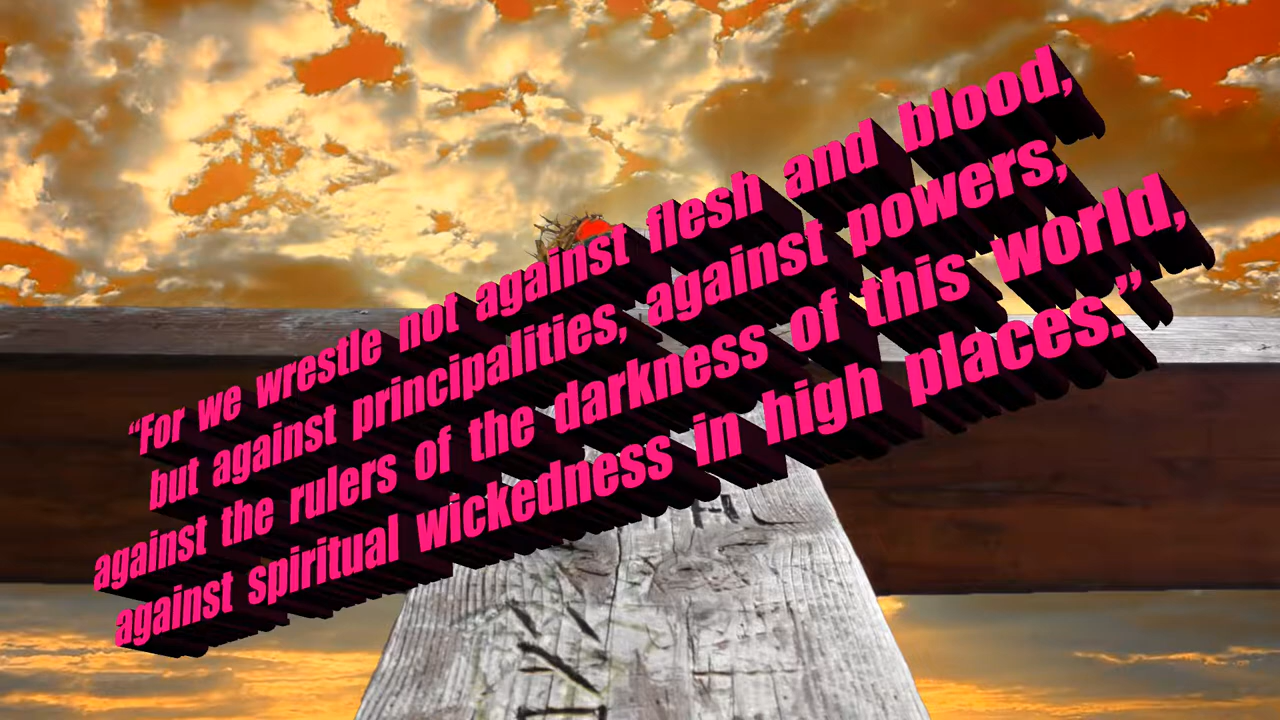 “For we wrestle not against flesh and blood,
but against principalities, against powers,
against the rulers of the darkness of this world,
against spiritual wickedness in high places.”